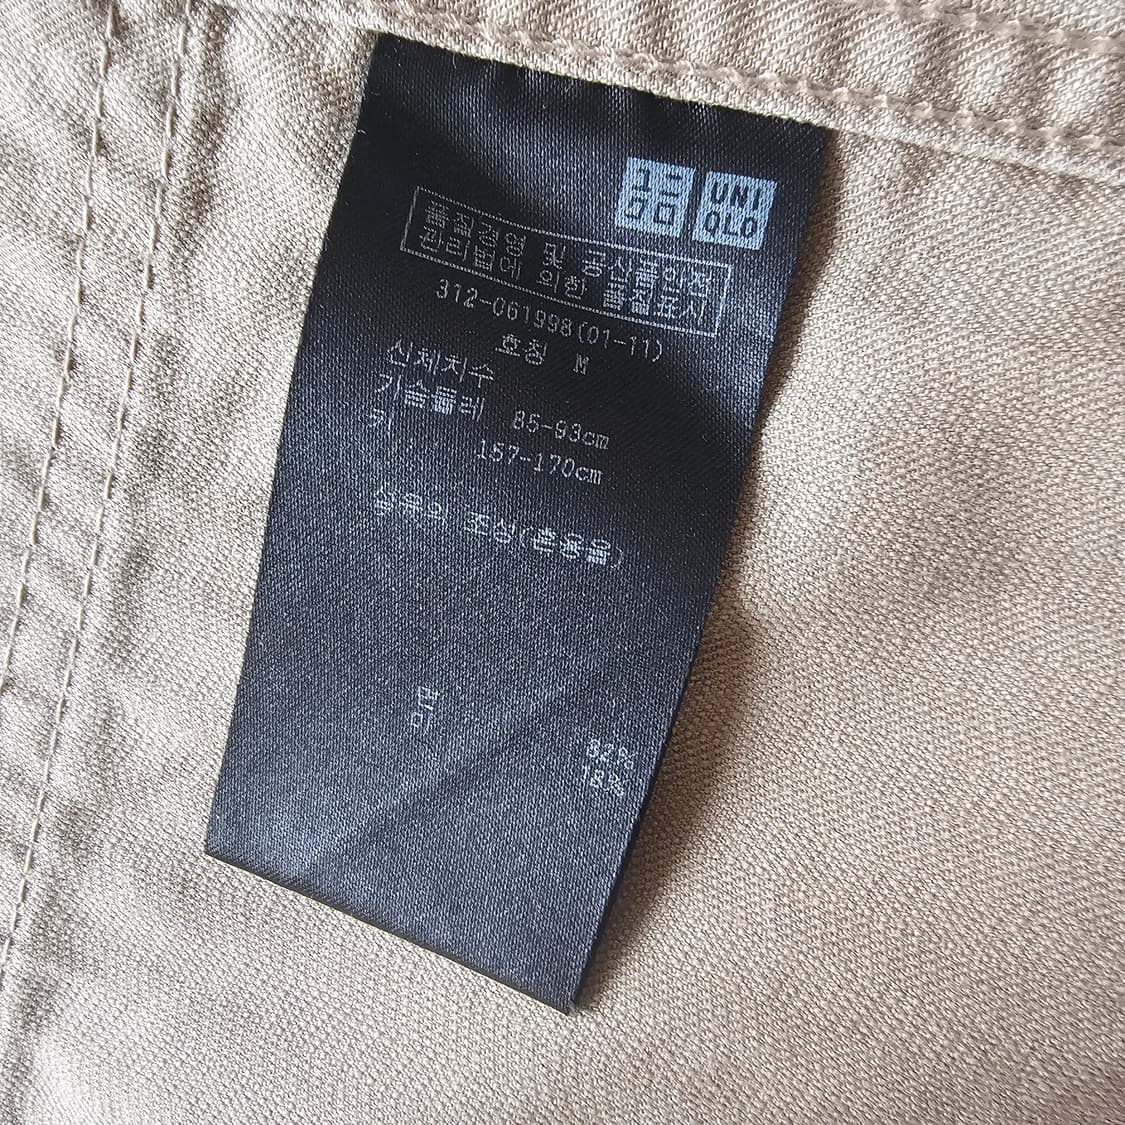 ユニ
クロ
UNI
QLO
품질경영 및 공산품안전
관리법에 의한 품질표시
312-061998(01-11)
호칭 M
신체치수
가슴둘레 85-93cm
키 157-170cm
섬유의 조성(혼용율)
면 82%
마 18%